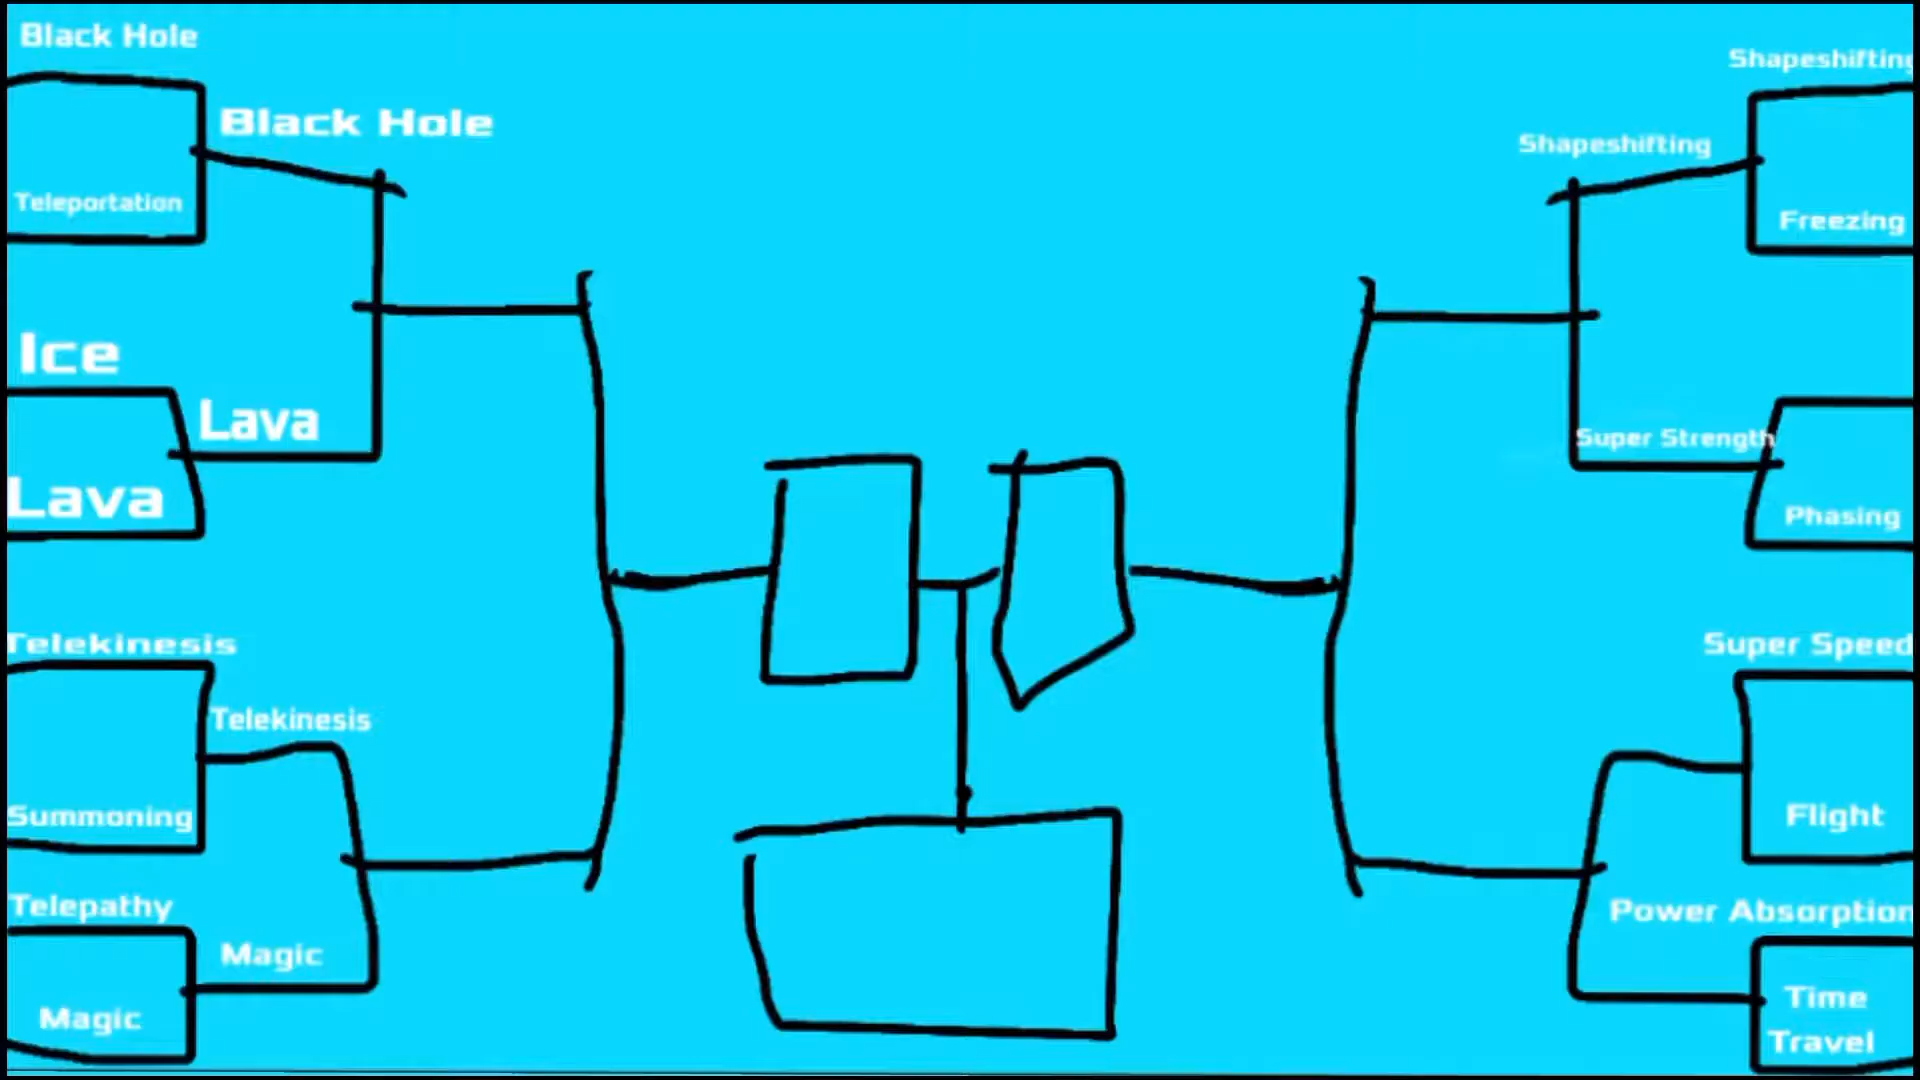 Black Hole
Black Hole
Teleportation
Ice
Lava
Lava
Telekinesis
Telekinesis
Summoning
Telepathy
Magic
Magic
Shapeshifting
Shapeshifting
Freezing
Super Strength
Phasing
Super Speed
Flight
Power Absorption
Time
Travel